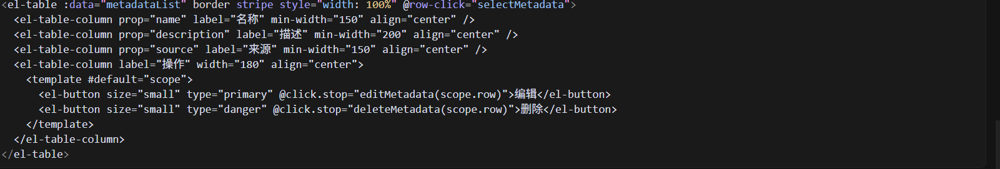 <el-table :data="metadataList" border stripe style="width: 100%" @row-click="selectMetadata">
  <el-table-column prop="name" label="名称" min-width="150" align="center" />
  <el-table-column prop="description" label="描述" min-width="200" align="center" />
  <el-table-column prop="source" label="来源" min-width="150" align="center" />
  <el-table-column label="操作" width="180" align="center">
    <template #default="scope">
      <el-button size="small" type="primary" @click.stop="editMetadata(scope.row)">编辑</el-button>
      <el-button size="small" type="danger" @click.stop="deleteMetadata(scope.row)">删除</el-button>
    </template>
  </el-table-column>
</el-table>